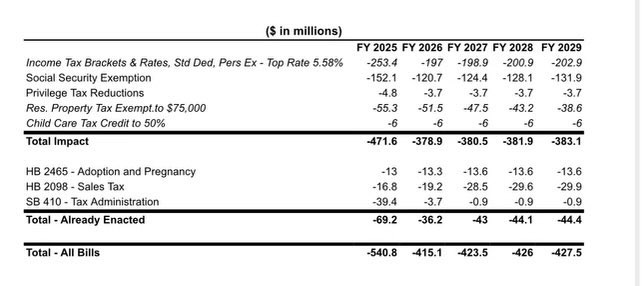 ($ in millions)
FY 2025 FY 2026 FY 2027 FY 2028 FY 2029
Income Tax Brackets & Rates, Std Ded, Pers Ex - Top Rate 5.58% -253.4 -197 -198.9 -200.9 -202.9
Social Security Exemption -152.1 -120.7 -124.4 -128.1 -131.9
Privilege Tax Reductions -4.8 -3.7 -3.7 -3.7 -3.7
Res. Property Tax Exempt.to $75,000 -55.3 -51.5 -47.5 -43.2 -38.6
Child Care Tax Credit to 50% -6 -6 -6 -6 -6
Total Impact -471.6 -378.9 -380.5 -381.9 -383.1
HB 2465 - Adoption and Pregnancy -13 -13.3 -13.6 -13.6 -13.6
HB 2098 - Sales Tax -16.8 -19.2 -28.5 -29.6 -29.9
SB 410 - Tax Administration -39.4 -3.7 -0.9 -0.9 -0.9
Total - Already Enacted -69.2 -36.2 -43 -44.1 -44.4
Total - All Bills -540.8 -415.1 -423.5 -426 -427.5